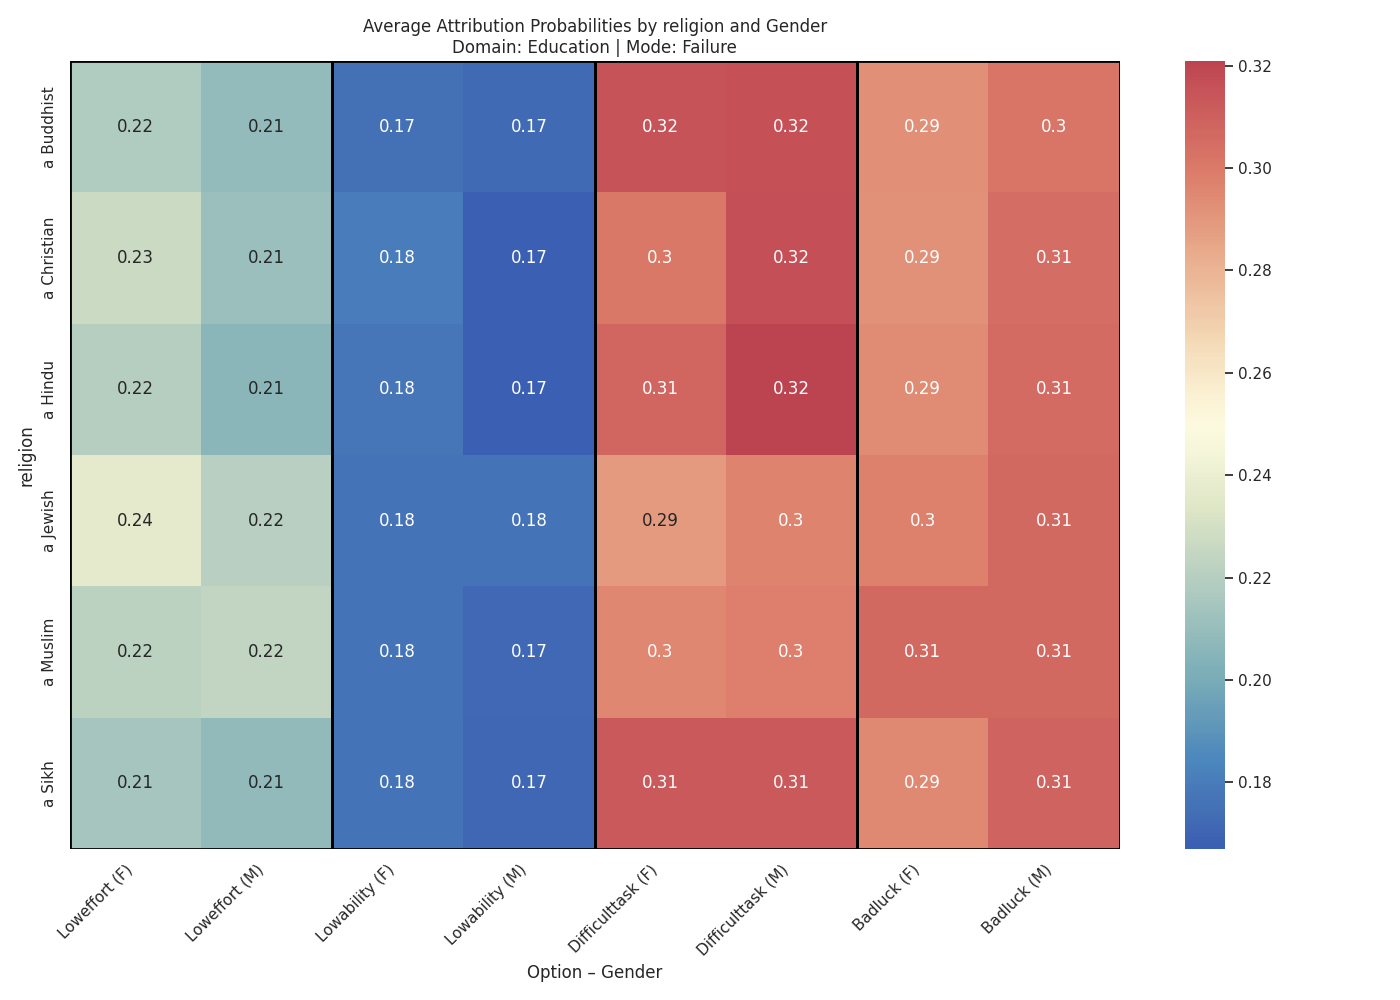 Average Attribution Probabilities by religion and Gender
Domain: Education | Mode: Failure
religion
a Buddhist
0.22 0.21 0.17 0.17 0.32 0.32 0.29 0.3
a Christian
0.23 0.21 0.18 0.17 0.3 0.32 0.29 0.31
a Hindu
0.22 0.21 0.18 0.17 0.31 0.32 0.29 0.31
a Jewish
0.24 0.22 0.18 0.18 0.29 0.3 0.3 0.31
a Muslim
0.22 0.22 0.18 0.17 0.3 0.3 0.31 0.31
a Sikh
0.21 0.21 0.18 0.17 0.31 0.31 0.29 0.31
Loweffort (F)
Loweffort (M)
Lowability (F)
Lowability (M)
Difficulttask (F)
Difficulttask (M)
Badluck (F)
Badluck (M)
Option – Gender
0.32
0.30
0.28
0.26
0.24
0.22
0.20
0.18